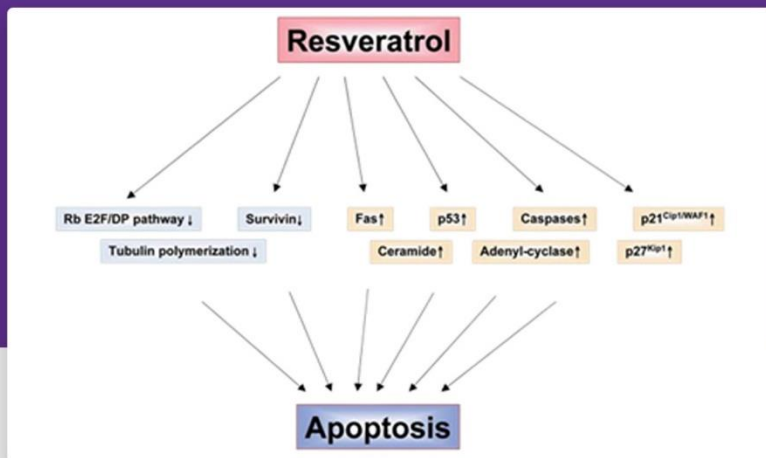 Resveratrol
Rb E2F/DP pathway ↓ Survivin↓ Fas↑ p53↑ Caspases↑ p21Cip1/WAF1↑
Tubulin polymerization ↓ Ceramide↑ Adenyl-cyclase↑ p27Kip1↑
Apoptosis